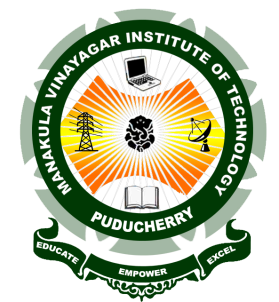 MANAKULA VINAYAGAR INSTITUTE OF TECHNOLOGY
PUDUCHERRY
EDUCATE
EMPOWER
EXCEL